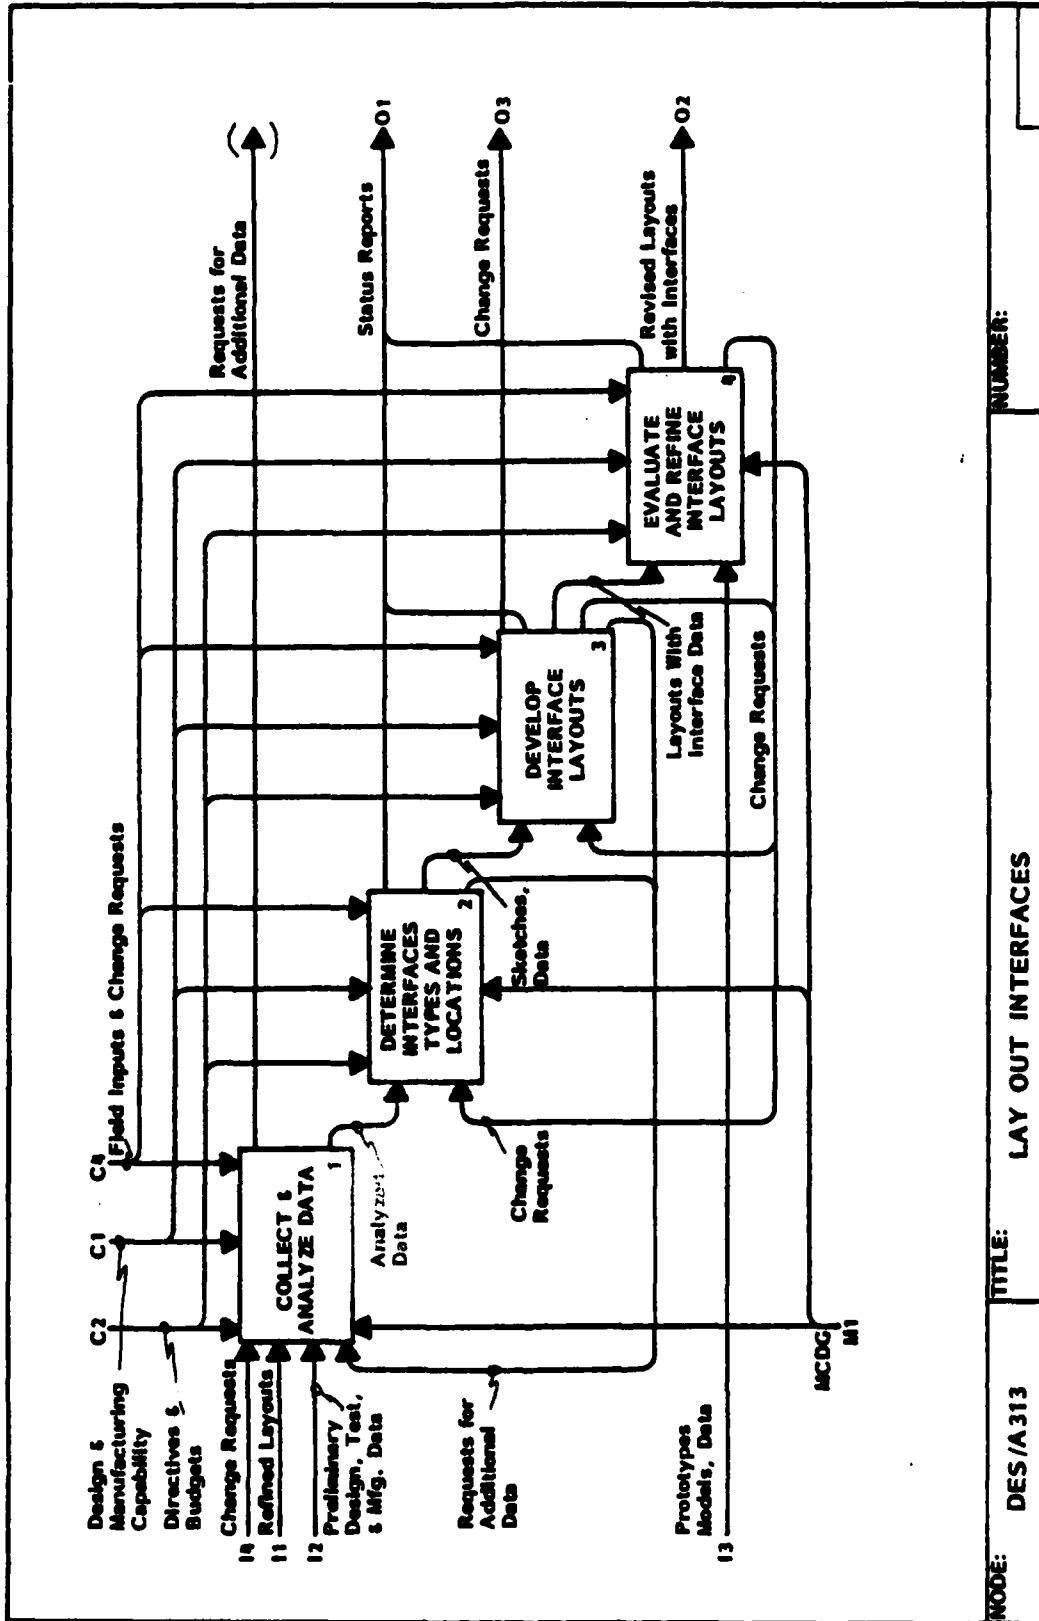 C2
C1
C4
Design &
Manufacturing
Capability
Directives &
Budgets
Field Inputs & Change Requests
I4
Change Requests
I1
Refined Layouts
I2
Preliminary
Design, Test,
& Mfg. Data
COLLECT &
ANALYZE DATA
1
Requests for
Additional Data
( )
Analyzed
Data
DETERMINE
INTERFACES
TYPES AND
LOCATIONS
2
Status Reports
O1
Change
Requests
Sketches,
Data
DEVELOP
INTERFACE
LAYOUTS
3
Change Requests
O3
Requests for
Additional
Data
Layouts With
Interface Data
EVALUATE
AND REFINE
INTERFACE
LAYOUTS
4
Revised Layouts
with Interfaces
O2
Change Requests
Prototypes
Models, Data
I3
MCDG
M1
NODE:
DES/A313
TITLE:
LAY OUT INTERFACES
NUMBER: